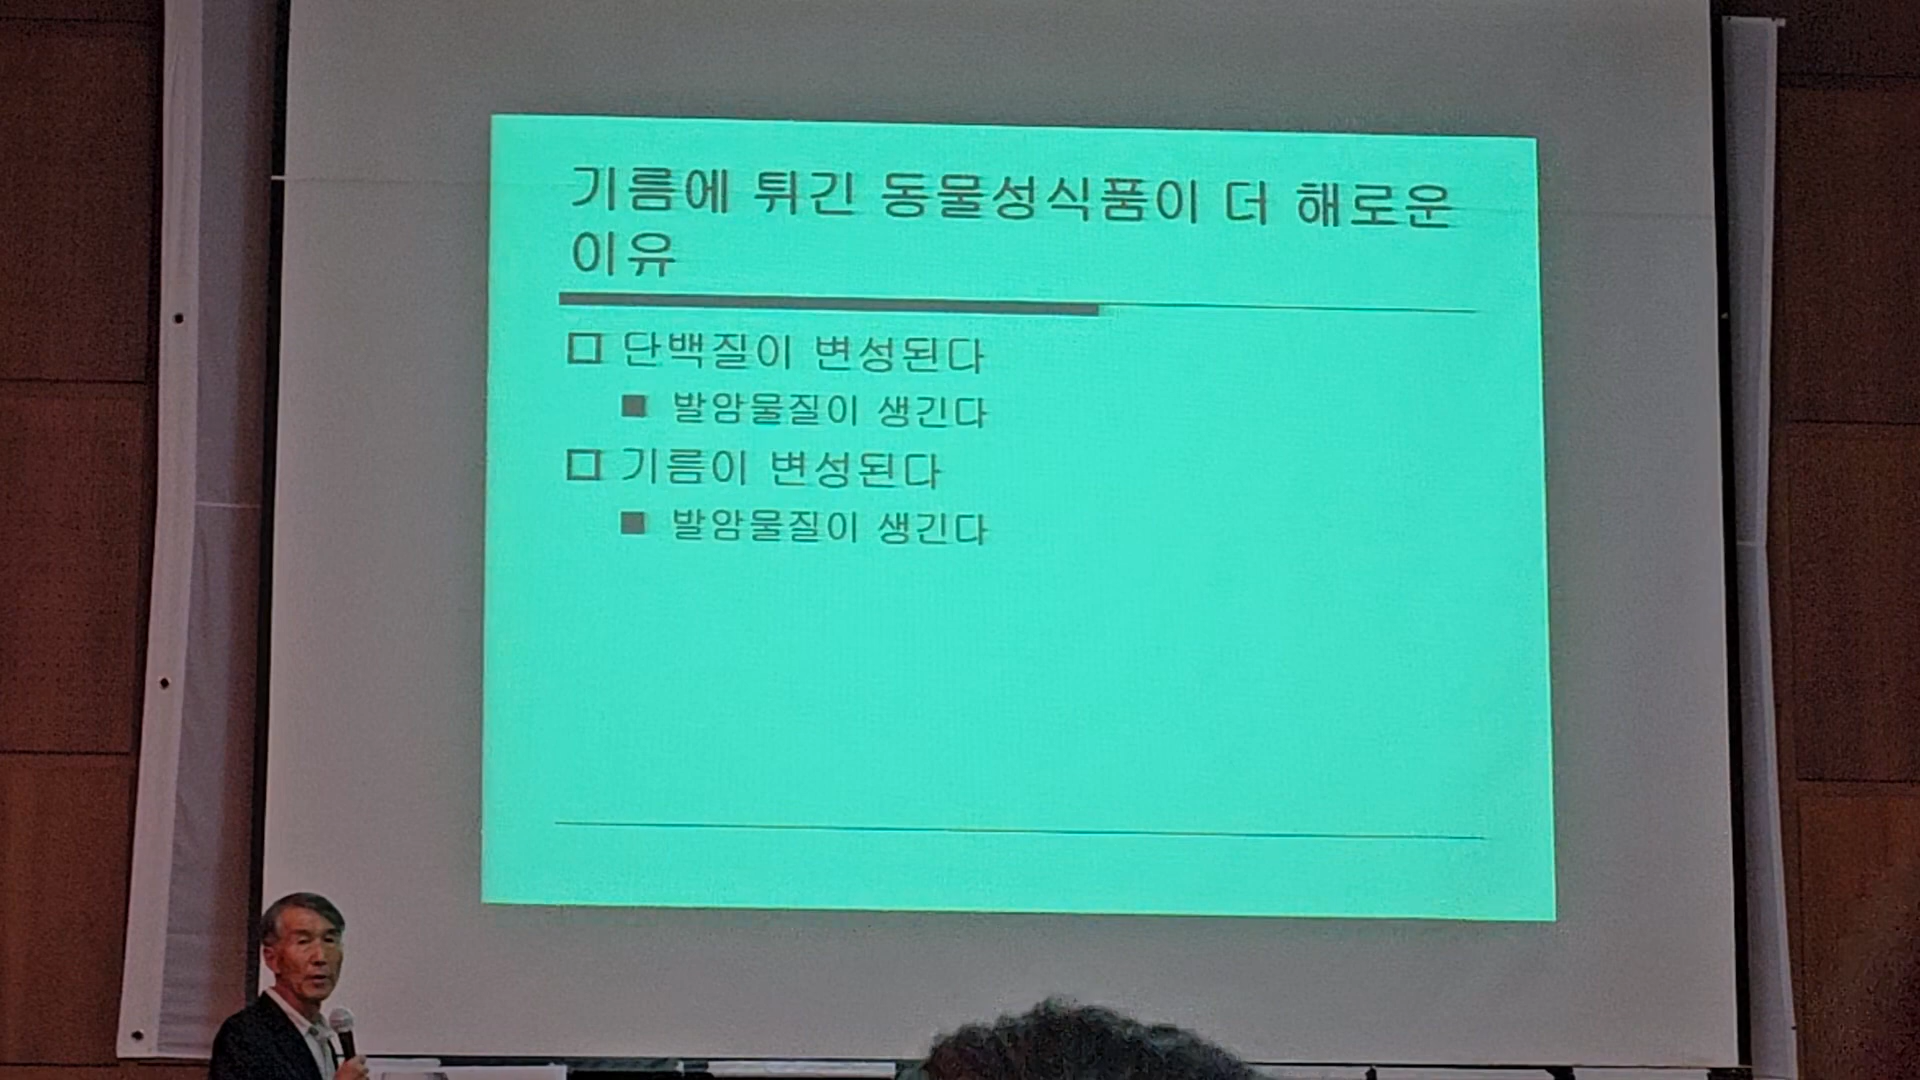 기름에 튀긴 동물성식품이 더 해로운
이유
단백질이 변성된다
발암물질이 생긴다
기름이 변성된다
발암물질이 생긴다